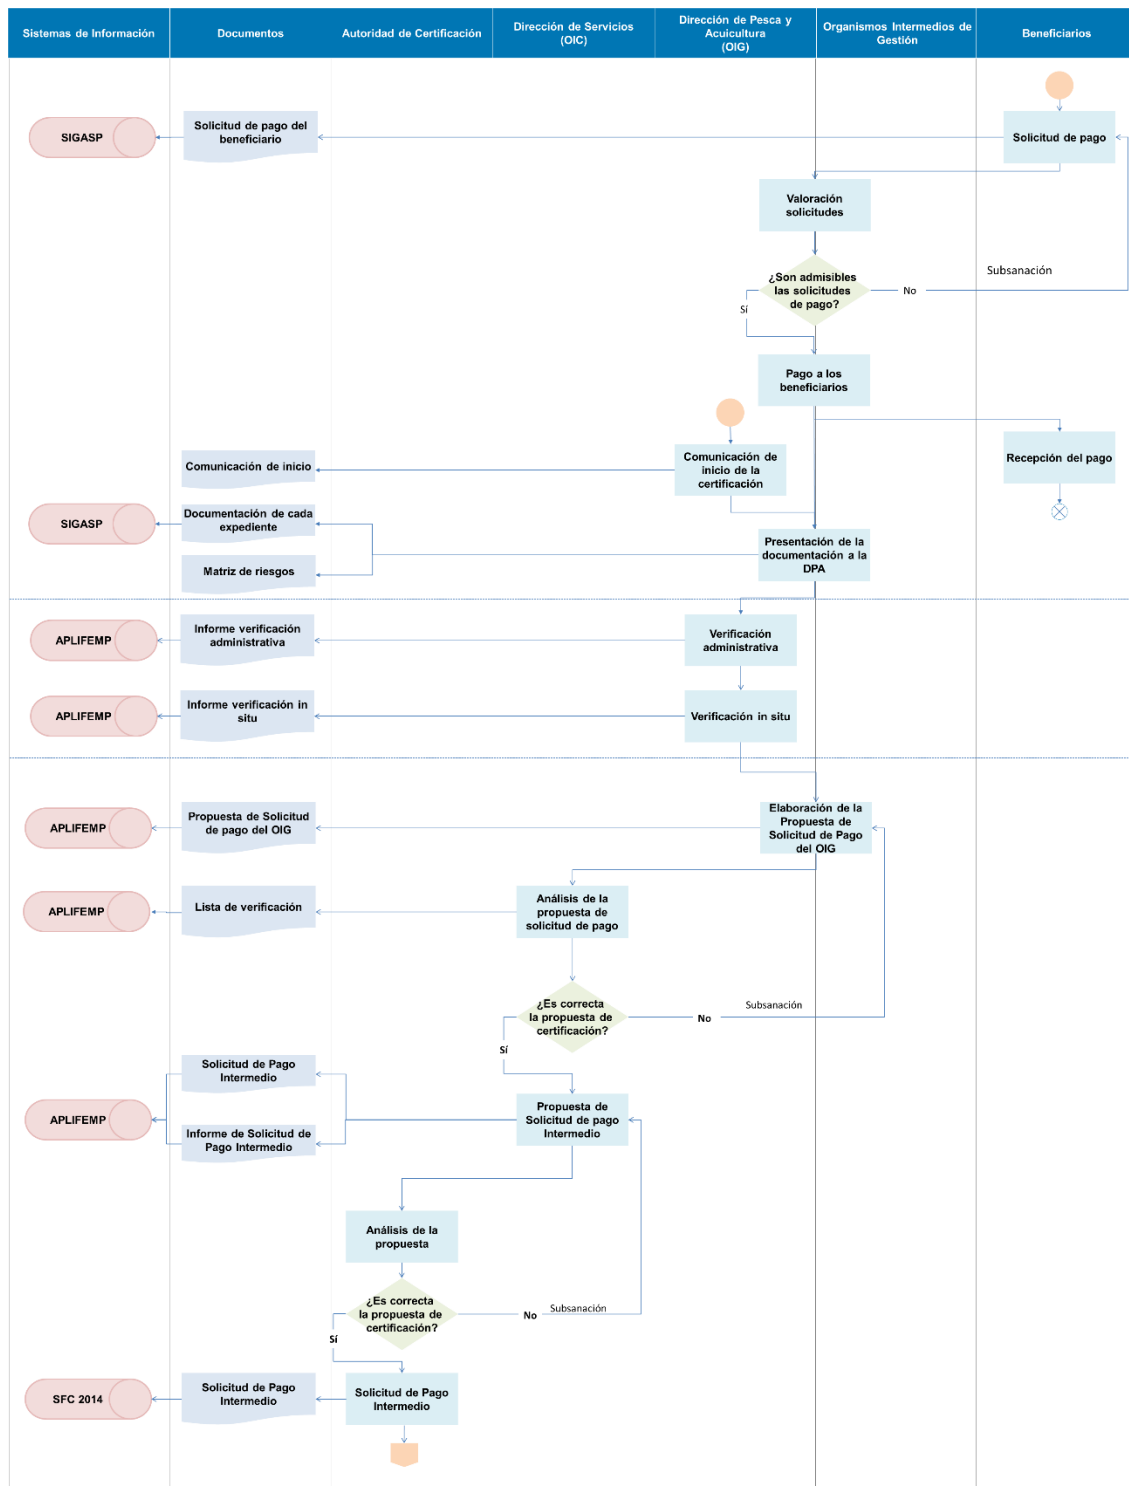 Sistemas de Información
Documentos
Autoridad de Certificación
Dirección de Servicios
(OIC)
Dirección de Pesca y
Acuicultura
(OIG)
Organismos Intermedios de
Gestión
Beneficiarios
SIGASP
Solicitud de pago del
beneficiario
Solicitud de pago
Valoración
solicitudes
¿Son admisibles
las solicitudes
de pago?
Subsanación
No
Sí
Pago a los
beneficiarios
Comunicación de inicio
Comunicación de
inicio de la
certificación
Recepción del pago
SIGASP
Documentación de cada
expediente
Matriz de riesgos
Presentación de la
documentación a la
DPA
APLIFEMP
Informe verificación
administrativa
Verificación
administrativa
APLIFEMP
Informe verificación in
situ
Verificación in situ
APLIFEMP
Propuesta de Solicitud
de pago del OIG
Elaboración de la
Propuesta de
Solicitud de Pago
del OIG
APLIFEMP
Lista de verificación
Análisis de la
propuesta de
solicitud de pago
¿Es correcta
la propuesta de
certificación?
No
Subsanación
Sí
Solicitud de Pago
Intermedio
APLIFEMP
Informe de Solicitud de
Pago Intermedio
Propuesta de
Solicitud de pago
Intermedio
Análisis de la
propuesta
¿Es correcta
la propuesta de
certificación?
No
Subsanación
Sí
SFC 2014
Solicitud de Pago
Intermedio
Solicitud de Pago
Intermedio